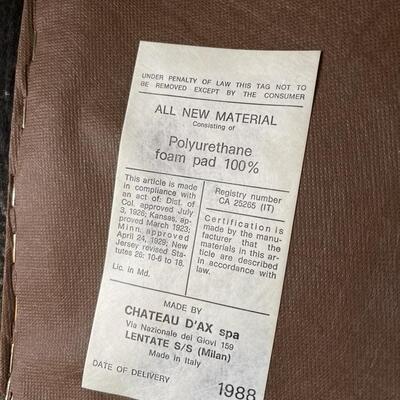 UNDER PENALTY OF LAW THIS TAG NOT TO
BE REMOVED EXCEPT BY THE CONSUMER
ALL NEW MATERIAL
Consisting of
Polyurethane
foam pad 100%
This article is made
in compliance with
an act of: Dist. of
Col. approved July
3, 1926; Kansas, ap-
proved March 1923;
Minn. approved
April 24, 1929; New
Jersey revised Sta-
tutes 26: 10-6 to 18.
Lic. in Md.
Registry number
CA 25265 (IT)
Certification is
made by the manu-
facturer that the
materials in this ar-
ticle are described
in accordance with
law.
MADE BY
CHATEAU D'AX spa
Via Nazionale dei Giovi 159
LENTATE S/S (Milan)
Made in Italy
DATE OF DELIVERY
1988